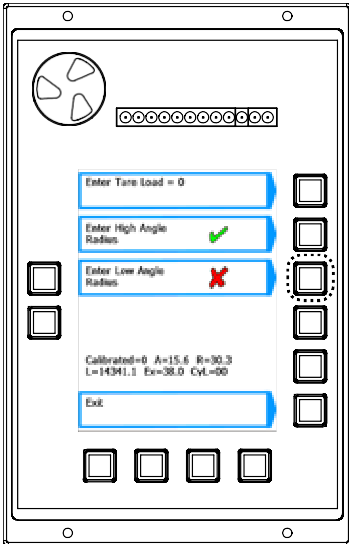 Enter Tare Load = 0
Enter High Angle
Radius
Enter Low Angle
Radius
Calibrated=0 A=15.6 R=30.3
L=14341.1 Ex=38.0 CyL=00
Exit